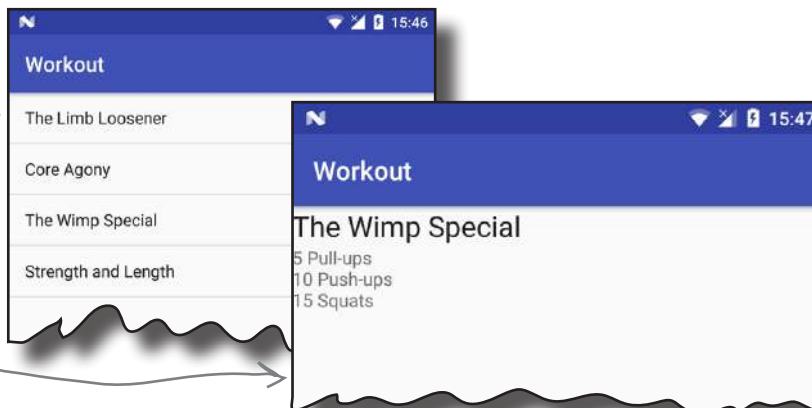 15:46
Workout
The Limb Loosener
Core Agony
The Wimp Special
Strength and Length
15:47
Workout
The Wimp Special
5 Pull-ups
10 Push-ups
15 Squats